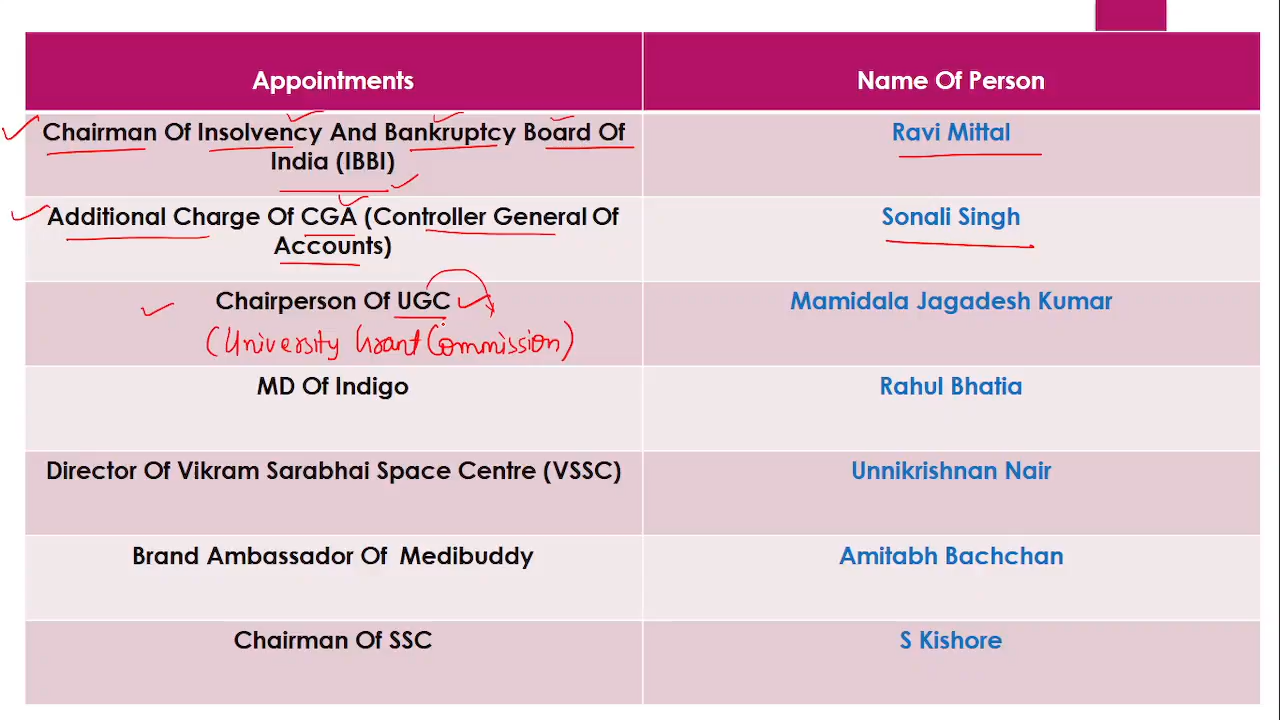 Appointments
Name Of Person
Chairman Of Insolvency And Bankruptcy Board Of
India (IBBI)
Ravi Mittal
Additional Charge Of CGA (Controller General Of
Accounts)
Sonali Singh
Chairperson Of UGC
(University Grant Commission)
Mamidala Jagadesh Kumar
MD Of Indigo
Rahul Bhatia
Director Of Vikram Sarabhai Space Centre (VSSC)
Unnikrishnan Nair
Brand Ambassador Of Medibuddy
Amitabh Bachchan
Chairman Of SSC
S Kishore